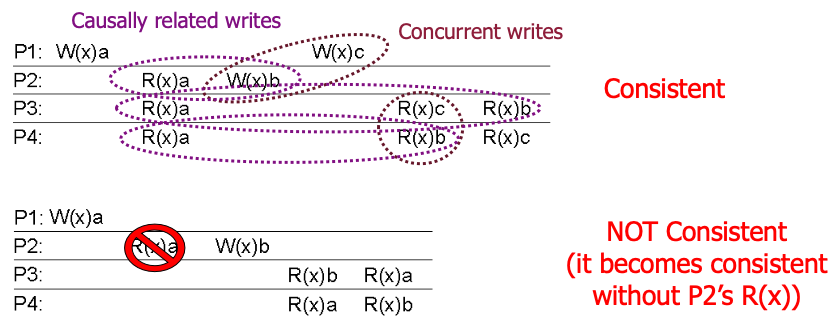 Causally related writes
Concurrent writes
P1: W(x)a W(x)c
P2: R(x)a W(x)b
P3: R(x)a R(x)c R(x)b
P4: R(x)a R(x)b R(x)c
Consistent
P1: W(x)a
P2: R(x)a W(x)b
P3: R(x)b R(x)a
P4: R(x)a R(x)b
NOT Consistent
(it becomes consistent
without P2's R(x))